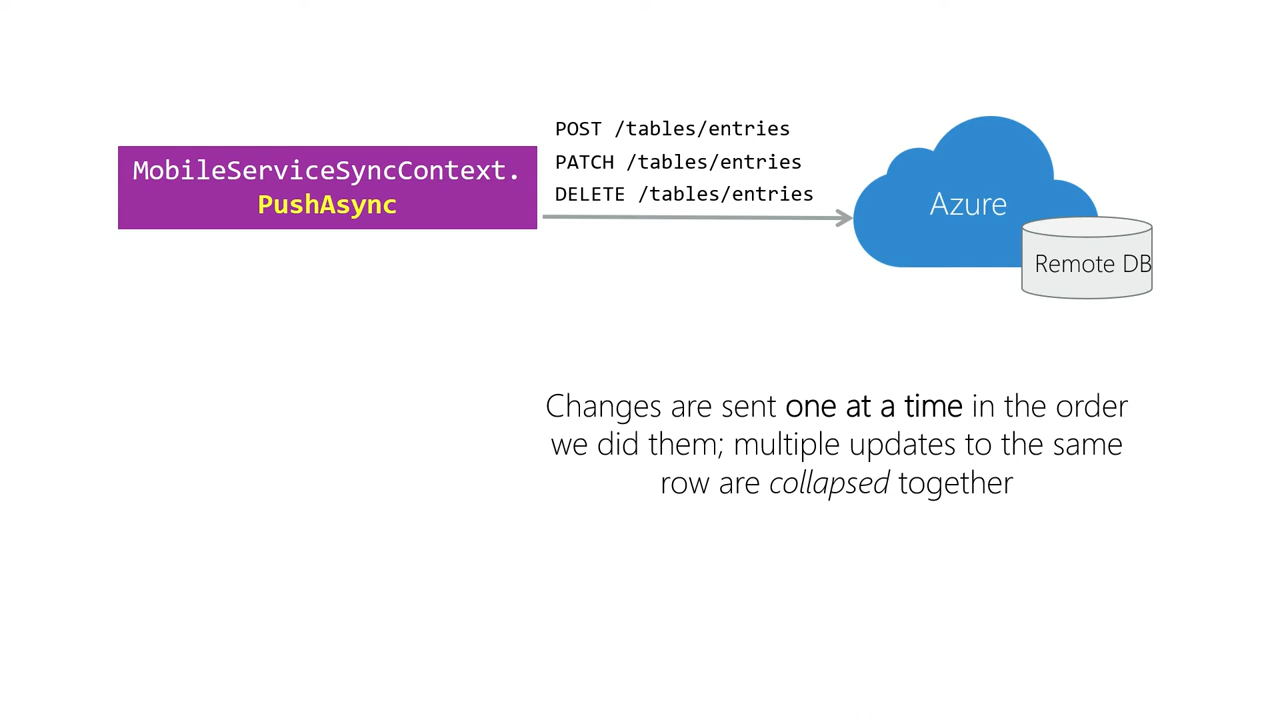 MobileServiceSyncContext.
PushAsync
POST /tables/entries
PATCH /tables/entries
DELETE /tables/entries
Azure
Remote DB
Changes are sent one at a time in the order
we did them; multiple updates to the same
row are collapsed together